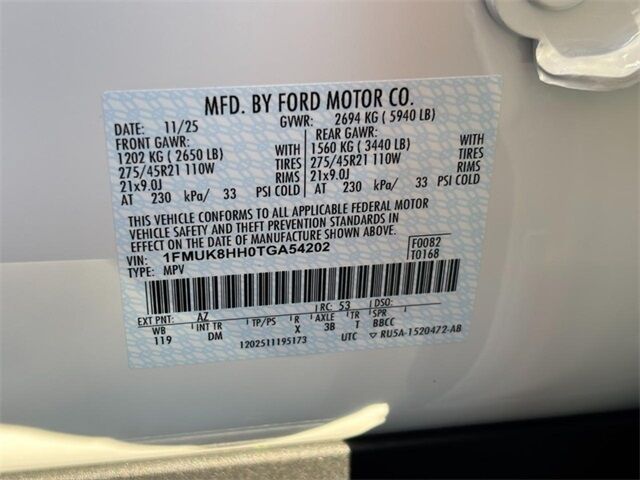 MFD. BY FORD MOTOR CO.
DATE: 11/25 GVWR: 2694 KG ( 5940 LB)
FRONT GAWR: REAR GAWR:
1202 KG ( 2650 LB) WITH 1560 KG ( 3440 LB) WITH
275/45R21 110W TIRES 275/45R21 110W TIRES
21x9.0J RIMS 21x9.0J RIMS
AT 230 kPa/ 33 PSI COLD AT 230 kPa/ 33 PSI COLD
THIS VEHICLE CONFORMS TO ALL APPLICABLE FEDERAL MOTOR
VEHICLE SAFETY AND THEFT PREVENTION STANDARDS IN
EFFECT ON THE DATE OF MANUFACTURE SHOWN ABOVE.
VIN: 1FMUK8HH0TGA54202 F0082
TYPE: MPV T0168
EXT PNT: AZ RC: 53 DSO:
WB INT TR TP/PS R AXLE TR SPR
119 DM X 3B T BBCC
1202511195173 UTC ▽ RU5A-1520472-AB